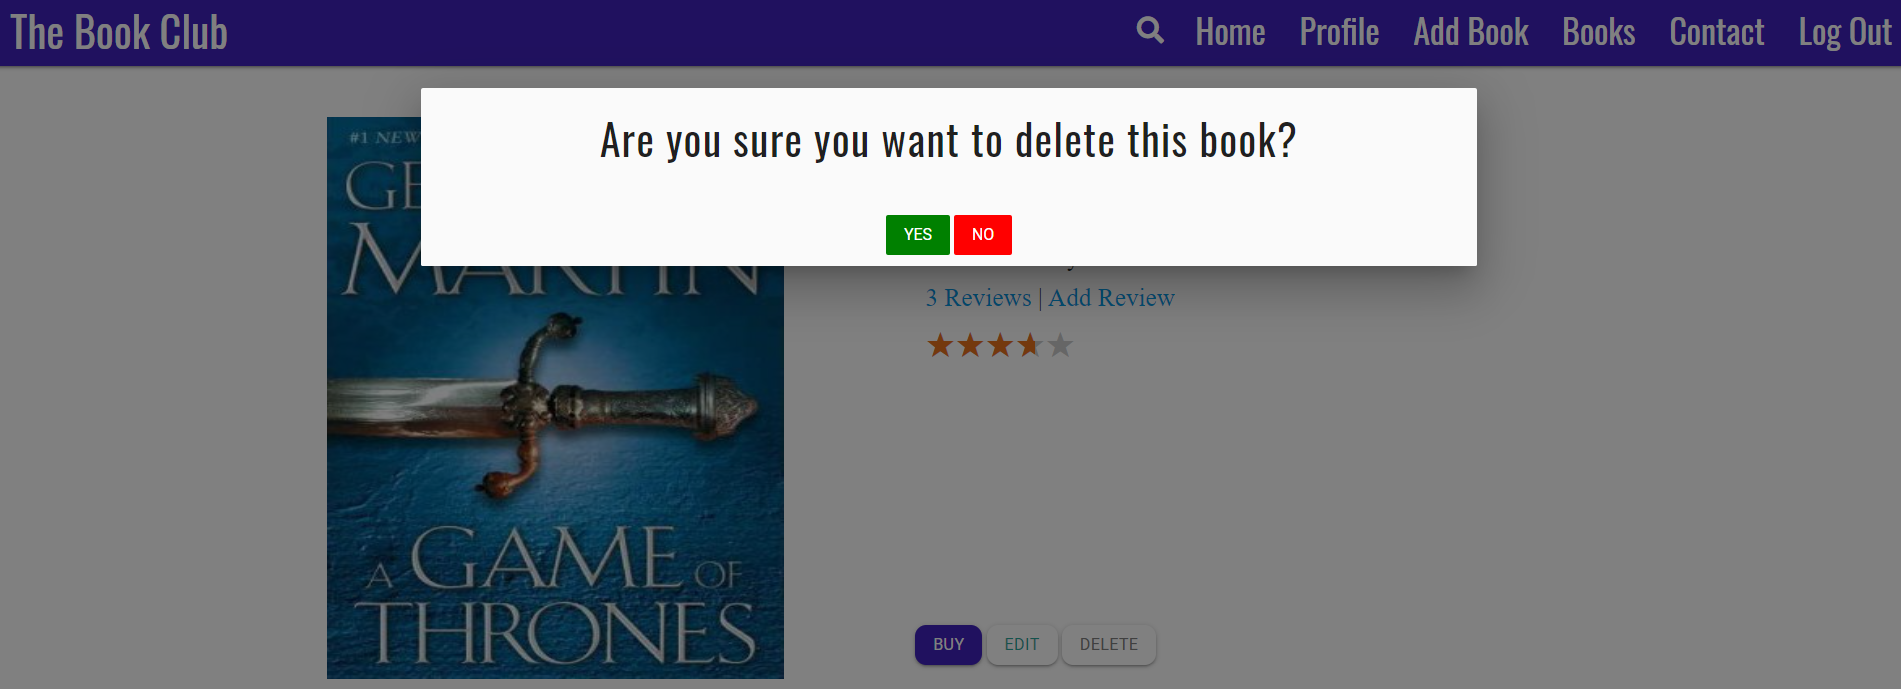 The Book Club
Home Profile Add Book Books Contact Log Out
Are you sure you want to delete this book?
YES NO
#1 NEW
GE
MARTIN
A GAME OF
THRONES
3 Reviews | Add Review
BUY EDIT DELETE